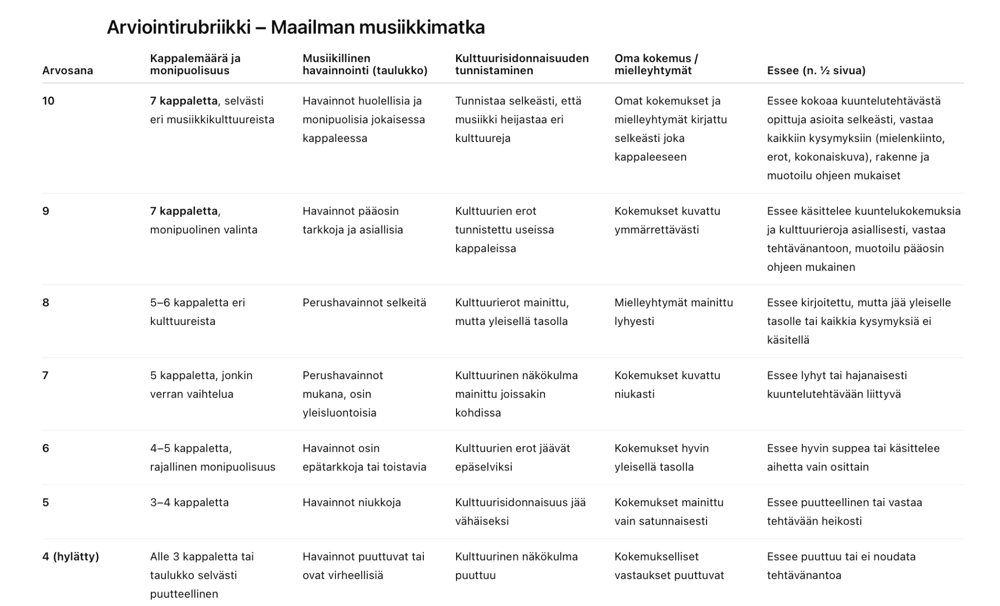 Arviointirubriikki – Maailman musiikkimatka
Arvosana
Kappalemäärä ja
monipuolisuus
Musiikillinen
havainnointi (taulukko)
Kulttuurisidonnaisuuden
tunnistaminen
Oma kokemus /
mielleyhtymät
Essee (n. ½ sivua)
10
7 kappaletta, selvästi
eri musiikkikulttuureista
Havainnot huolellisia ja
monipuolisia jokaisessa
kappaleessa
Tunnistaa selkeästi, että
musiikki heijastaa eri
kulttuureja
Omat kokemukset ja
mielleyhtymät kirjattu
selkeästi joka
kappaleeseen
Essee kokoaa kuuntelutehtävästä
opittuja asioita selkeästi, vastaa
kaikkiin kysymyksiin (mielenkiinto,
erot, kokonaiskuva), rakenne ja
muotoilu ohjeen mukaiset
9
7 kappaletta,
monipuolinen valinta
Havainnot pääosin
tarkkoja ja asiallisia
Kulttuurien erot
tunnistettu useissa
kappaleissa
Kokemukset kuvattu
ymmärrettävästi
Essee käsittelee kuuntelukokemuksia
ja kulttuurieroja asiallisesti, vastaa
tehtävänantoon, muotoilu pääosin
ohjeen mukainen
8
5–6 kappaletta eri
kulttuureista
Perushavainnot selkeitä
Kulttuurierot mainittu,
mutta yleisellä tasolla
Mielleyhtymät mainittu
lyhyesti
Essee kirjoitettu, mutta jää yleiselle
tasolle tai kaikkia kysymyksiä ei
käsitellä
7
5 kappaletta, jonkin
verran vaihtelua
Perushavainnot
mukana, osin
yleisluontoisia
Kulttuurinen näkökulma
mainittu joissakin
kohdissa
Kokemukset kuvattu
niukasti
Essee lyhyt tai hajanaisesti
kuuntelutehtävään liittyvä
6
4–5 kappaletta,
rajallinen monipuolisuus
Havainnot osin
epätarkkoja tai toistavia
Kulttuurien erot jäävät
epäselviksi
Kokemukset hyvin
yleisellä tasolla
Essee hyvin suppea tai käsittelee
aihetta vain osittain
5
3–4 kappaletta
Havainnot niukkoja
Kulttuurisidonnaisuus jää
vähäiseksi
Kokemukset mainittu
vain satunnaisesti
Essee puutteellinen tai vastaa
tehtävään heikosti
4 (hylätty)
Alle 3 kappaletta tai
taulukko selvästi
puutteellinen
Havainnot puuttuvat tai
ovat virheellisiä
Kulttuurinen näkökulma
puuttuu
Kokemukselliset
vastaukset puuttuvat
Essee puuttuu tai ei noudata
tehtävänantoa